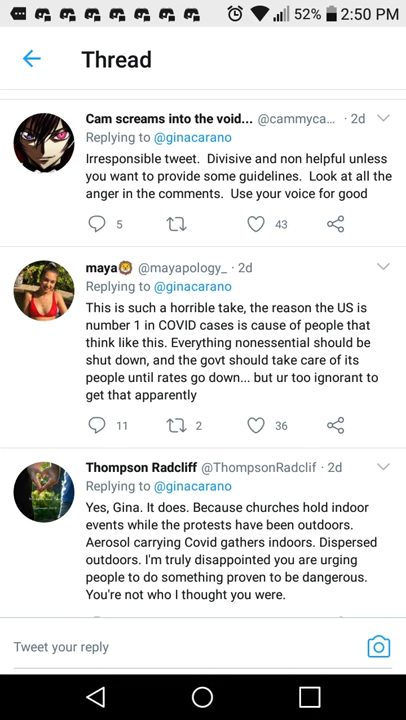 52% 2:50 PM
Thread
Cam screams into the void... @cammyca... · 2d
Replying to @ginacarano
Irresponsible tweet. Divisive and non helpful unless
you want to provide some guidelines. Look at all the
anger in the comments. Use your voice for good
5 43
maya🦁 @mayapology_ · 2d
Replying to @ginacarano
This is such a horrible take, the reason the US is
number 1 in COVID cases is cause of people that
think like this. Everything nonessential should be
shut down, and the govt should take care of its
people until rates go down... but ur too ignorant to
get that apparently
11 2 36
Thompson Radcliff @ThompsonRadclif · 2d
Replying to @ginacarano
Yes, Gina. It does. Because churches hold indoor
events while the protests have been outdoors.
Aerosol carrying Covid gathers indoors. Dispersed
outdoors. I'm truly disappointed you are urging
people to do something proven to be dangerous.
You're not who I thought you were.
Tweet your reply